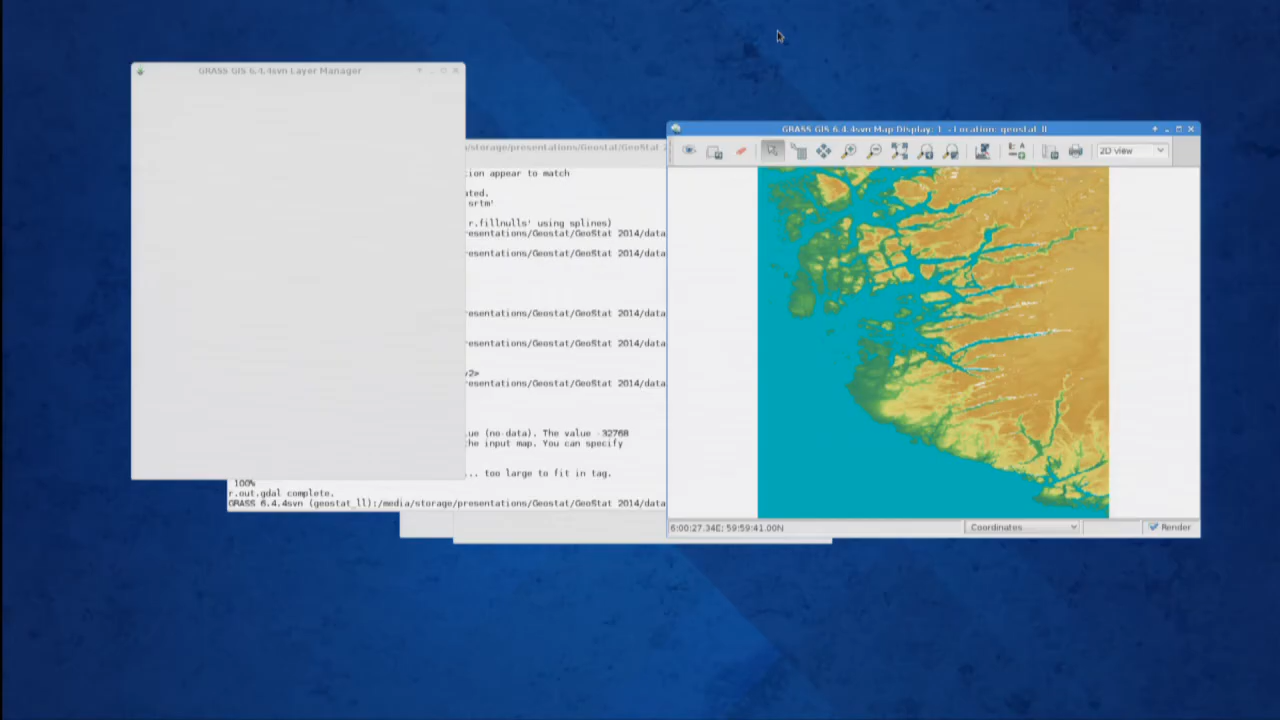 GRASS GIS 6.4.4svn Layer Manager
GRASS GIS 6.4.4svn Map Display: 1 - Location: geostat_ll
/storage/presentations/Geostat/GeoStat 2
2D view
tion appear to match
ated.
srtm'
r.fillnulls' using splines)
resentations/Geostat/GeoStat 2014/data
resentations/Geostat/GeoStat 2014/data
resentations/Geostat/GeoStat 2014/data
resentations/Geostat/GeoStat 2014/data
v2>
resentations/Geostat/GeoStat 2014/data
ue (no-data). The value -32768
the input map. You can specify
... too large to fit in tag.
100%
r.out.gdal complete.
GRASS 6.4.4svn (geostat_ll):/media/storage/presentations/Geostat/GeoStat 2014/data
6:00:27.34E; 59:59:41.00N
Coordinates
Render